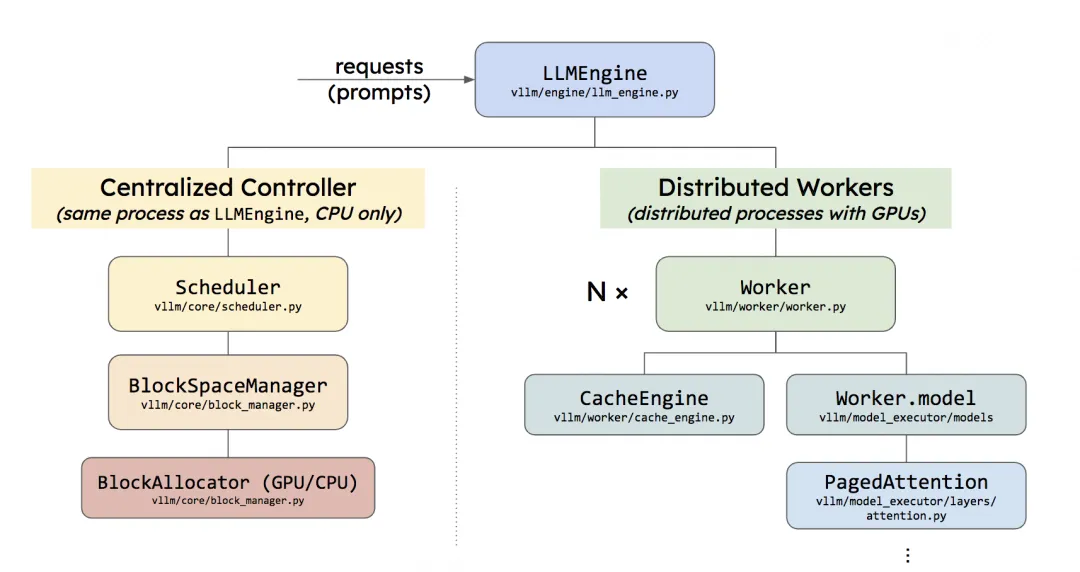 requests
(prompts)
LLMEngine
vllm/engine/llm_engine.py
Centralized Controller
(same process as LLMEngine, CPU only)
Scheduler
vllm/core/scheduler.py
BlockSpaceManager
vllm/core/block_manager.py
BlockAllocator (GPU/CPU)
vllm/core/block_manager.py
Distributed Workers
(distributed processes with GPUs)
N ×
Worker
vllm/worker/worker.py
CacheEngine
vllm/worker/cache_engine.py
Worker.model
vllm/model_executor/models
PagedAttention
vllm/model_executor/layers/
attention.py
⋮